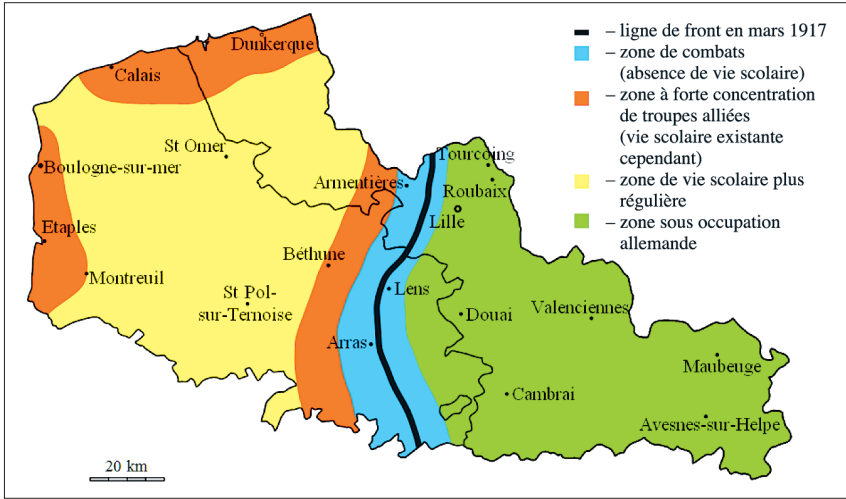 – ligne de front en mars 1917
– zone de combats
(absence de vie scolaire)
– zone à forte concentration
de troupes alliées
(vie scolaire existante
cependant)
– zone de vie scolaire plus
régulière
– zone sous occupation
allemande
Dunkerque
Calais
St Omer
Boulogne-sur-mer
Tourcoing
Armentières
Roubaix
Lille
Etaples
Béthune
Montreuil
Lens
St Pol-
sur-Ternoise
Douai
Valenciennes
Arras
Maubeuge
Cambrai
Avesnes-sur-Helpe
20 km